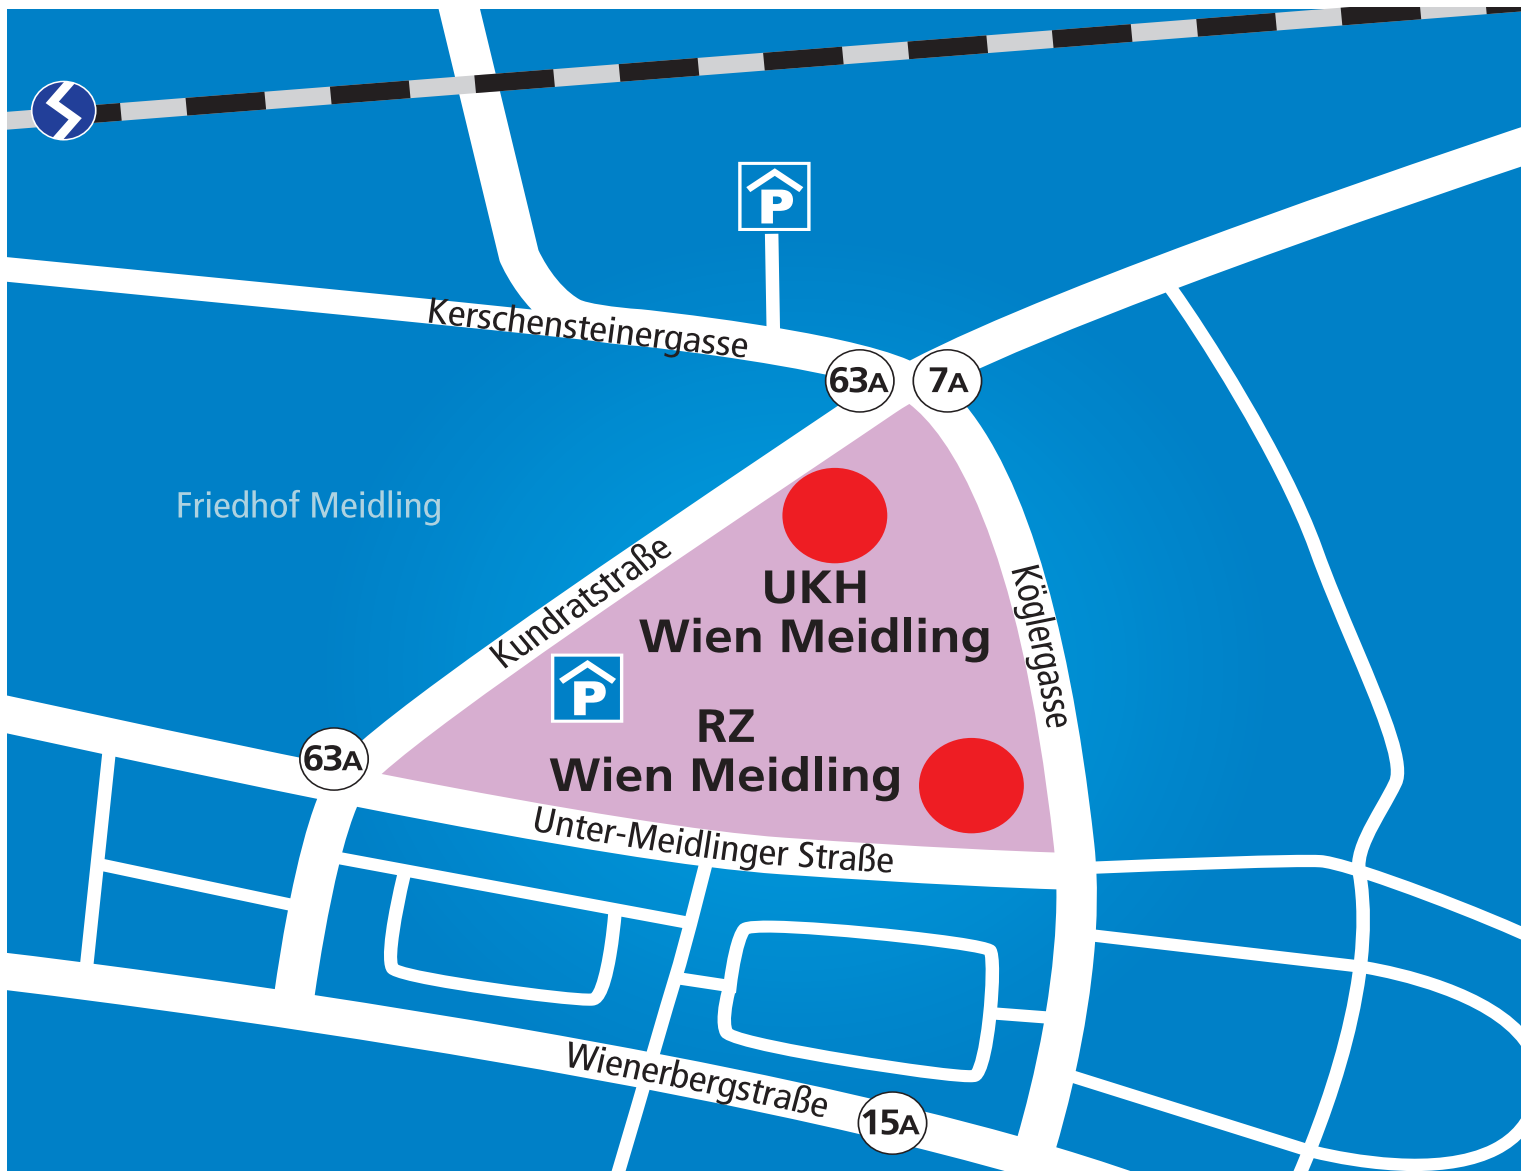 P
Kerschensteinergasse
63A
7A
Friedhof Meidling
Kundratstraße
UKH
Wien Meidling
Köglergasse
P
RZ
Wien Meidling
63A
Unter-Meidlinger Straße
Wienerbergstraße
15A